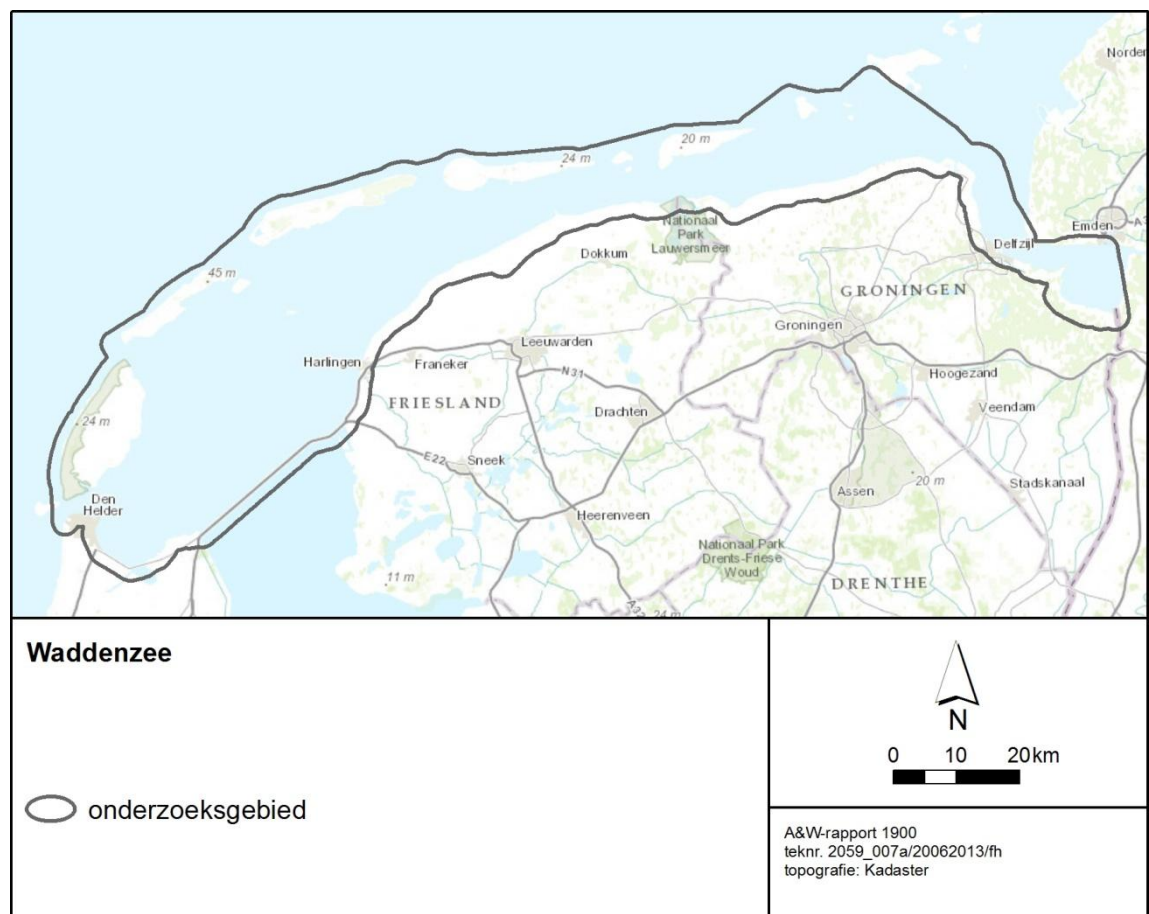 Norden
20 m
24 m
Nationaal
Park
Lauwersmeer
Emden
Delfzijl
Dokkum
45 m
GRONINGEN
Groningen
Harlingen
Franeker
Leeuwarden
Hoogezand
N31
FRIESLAND
Drachten
Veendam
24 m
E22
Sneek
20 m
Assen
Stadskanaal
Den
Helder
Heerenveen
Nationaal Park
Drents-Friese
Woud
11 m
DRENTHE
24 m
Waddenzee
onderzoeksgebied
N
0 10 20km
A&W-rapport 1900
teknr. 2059_007a/20062013/fh
topografie: Kadaster